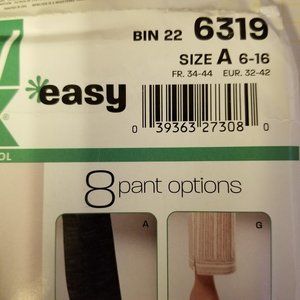 BIN 22 6319
SIZE A 6-16
FR. 34-44 EUR. 32-42
*easy
0 39363 27308 0
OL
8 pant options
A G